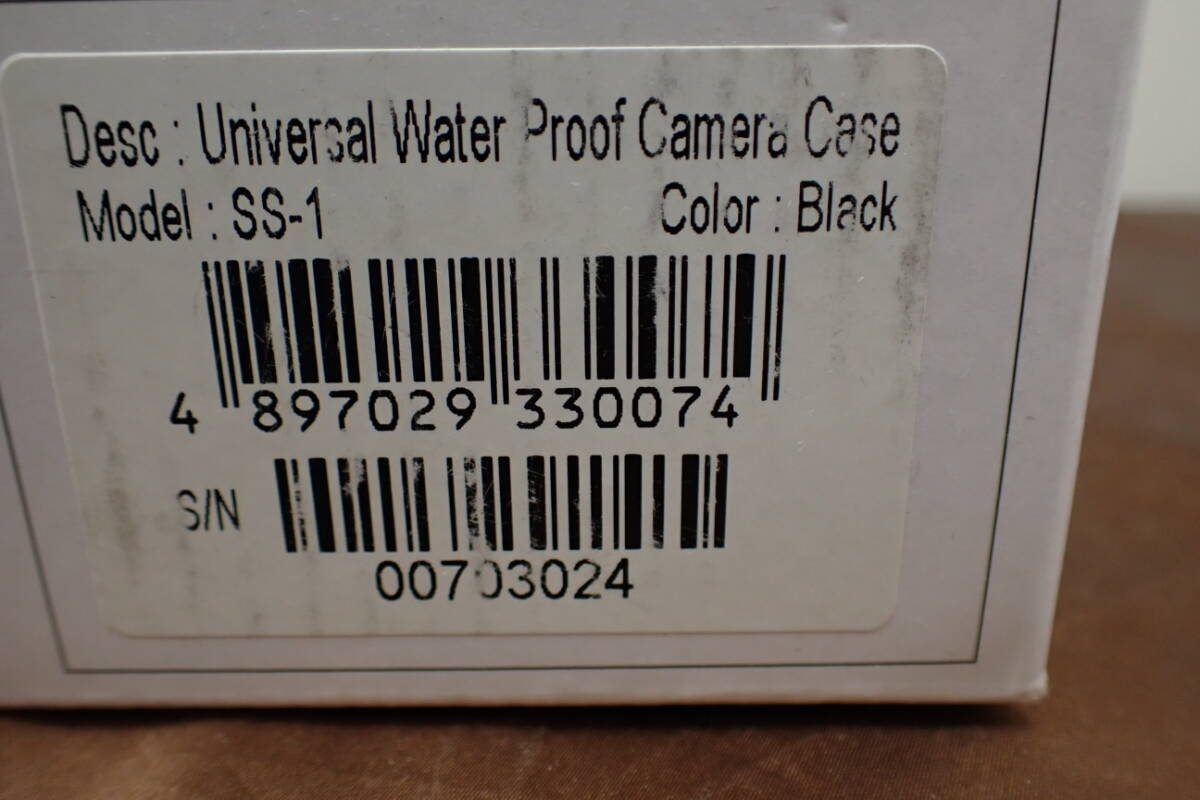 Desc : Universal Water Proof Camera Case
Model : SS-1 Color : Black
4 897029 330074
S/N
00703024